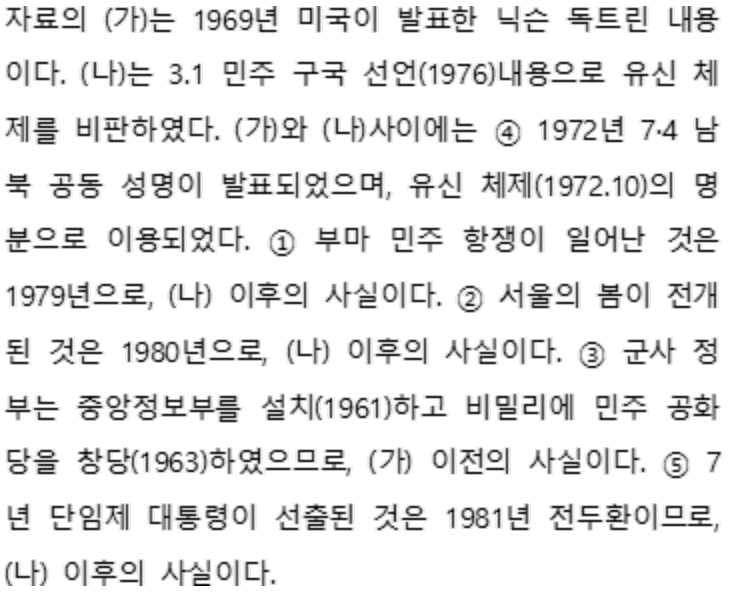 자료의 (가)는 1969년 미국이 발표한 닉슨 독트린 내용
이다. (나)는 3.1 민주 구국 선언(1976)내용으로 유신 체
제를 비판하였다. (가)와 (나)사이에는 ④ 1972년 7·4 남
북 공동 성명이 발표되었으며, 유신 체제(1972.10)의 명
분으로 이용되었다. ① 부마 민주 항쟁이 일어난 것은
1979년으로, (나) 이후의 사실이다. ② 서울의 봄이 전개
된 것은 1980년으로, (나) 이후의 사실이다. ③ 군사 정
부는 중앙정보부를 설치(1961)하고 비밀리에 민주 공화
당을 창당(1963)하였으므로, (가) 이전의 사실이다. ⑤ 7
년 단임제 대통령이 선출된 것은 1981년 전두환이므로,
(나) 이후의 사실이다.